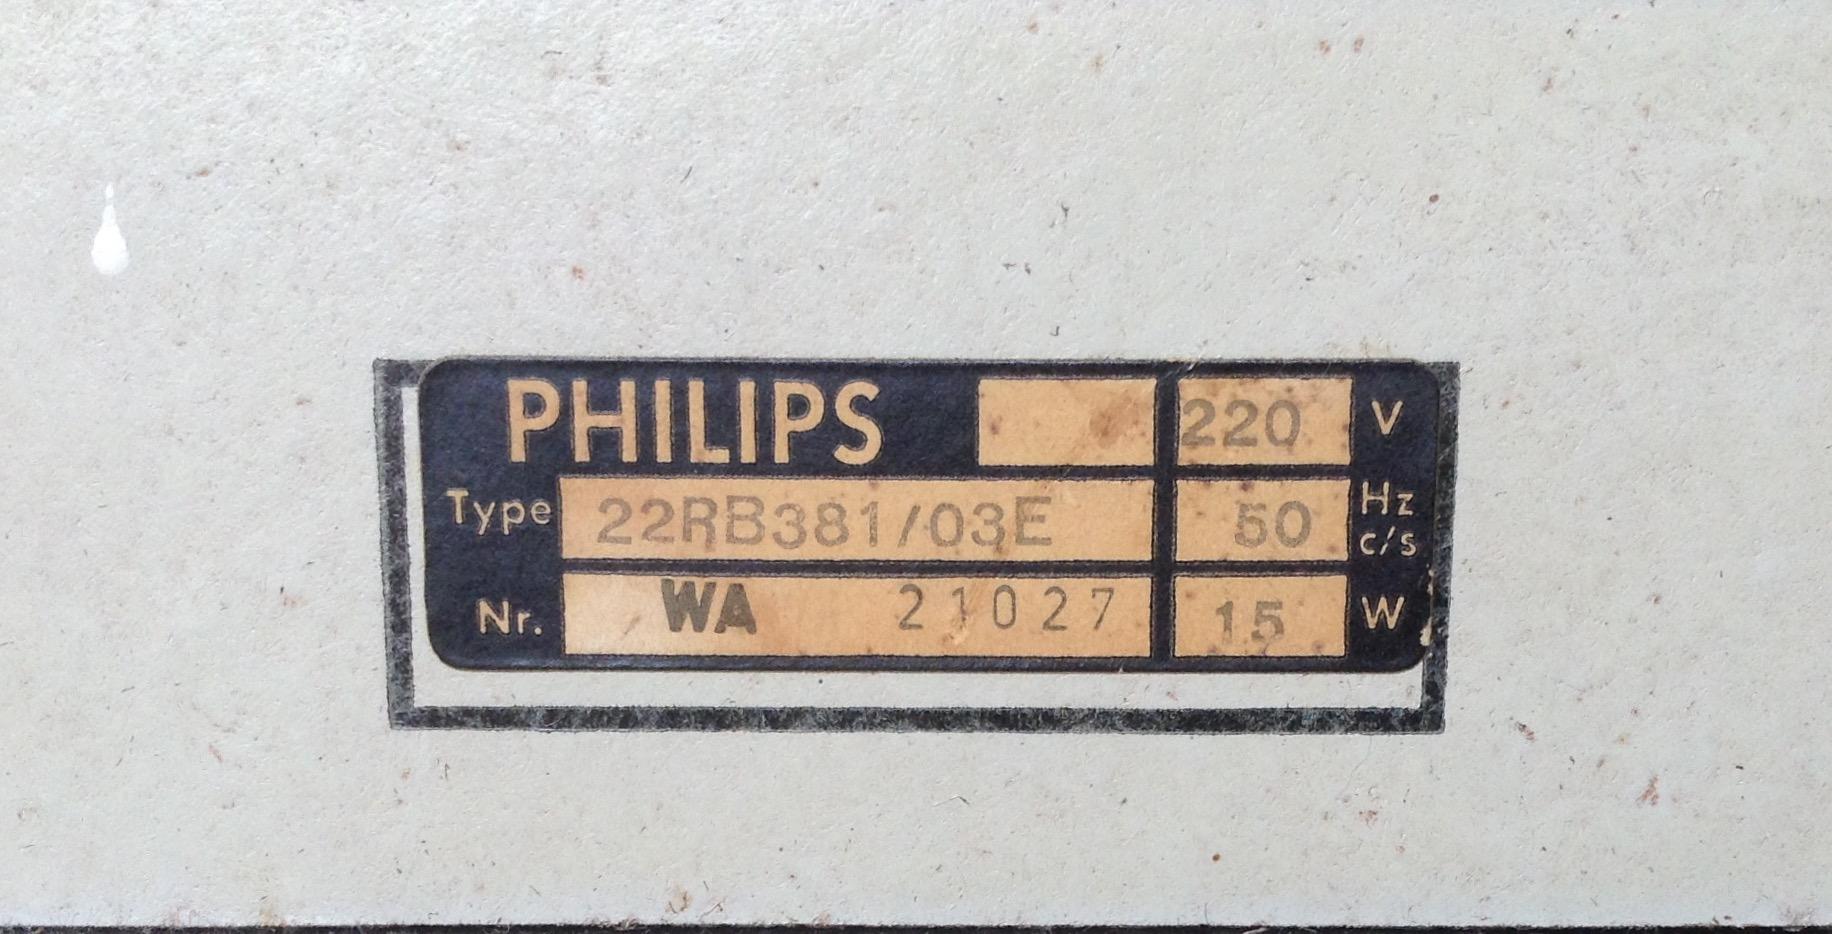 PHILIPS 220 V
Type 22RB381/03E 50 Hz c/s
Nr. WA 21027 15 W